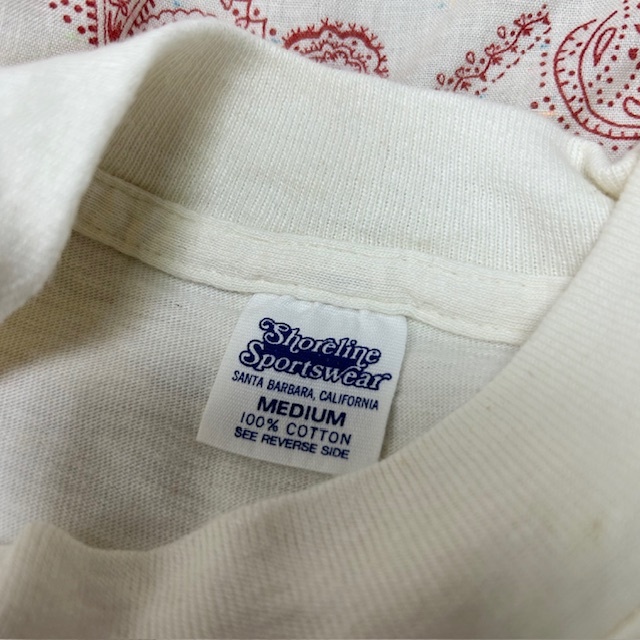 Shoreline
Sportswear
SANTA BARBARA, CALIFORNIA
MEDIUM
100% COTTON
SEE REVERSE SIDE